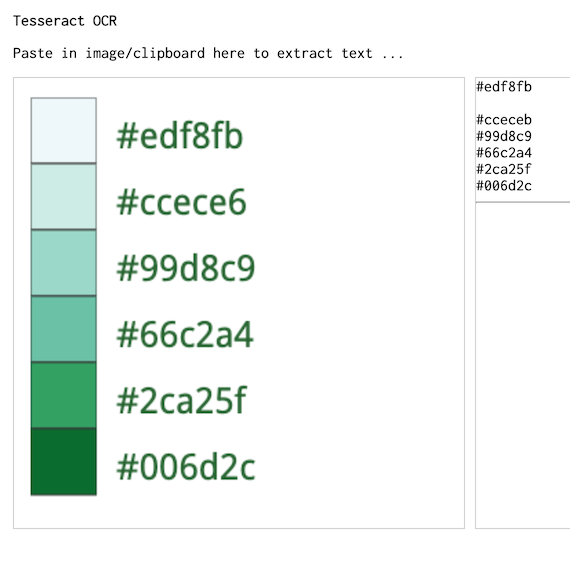 Tesseract OCR
Paste in image/clipboard here to extract text ...
#edf8fb
#ccece6
#99d8c9
#66c2a4
#2ca25f
#006d2c
#edf8fb
#cceceb
#99d8c9
#66c2a4
#2ca25f
#006d2c